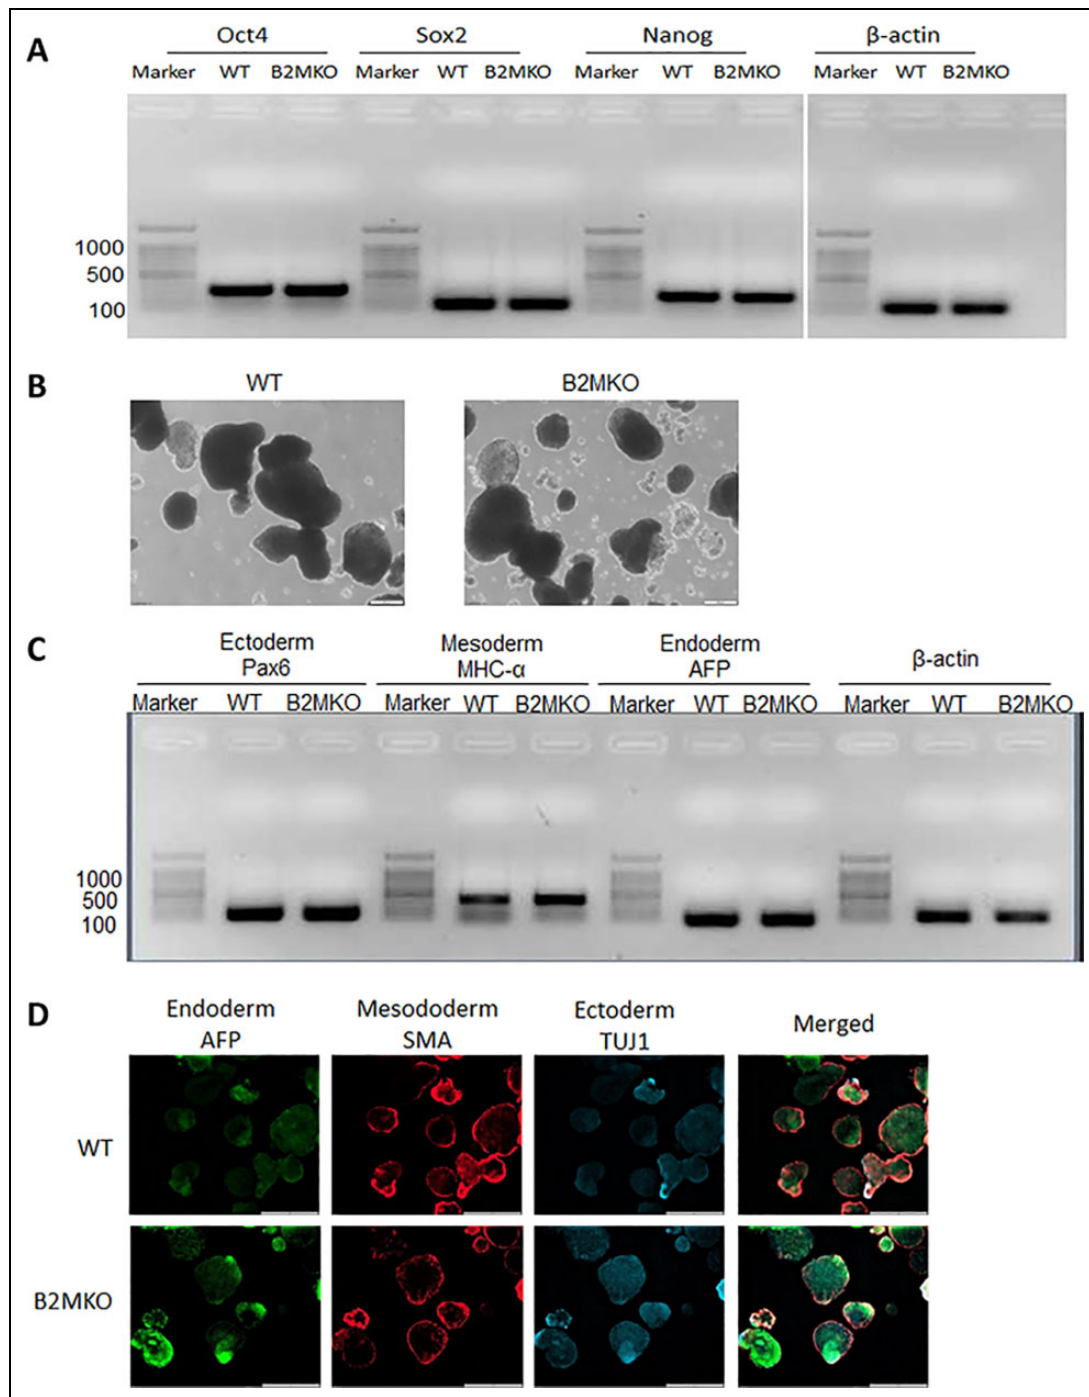 A
Oct4 Sox2 Nanog β-actin
Marker WT B2MKO Marker WT B2MKO Marker WT B2MKO Marker WT B2MKO
1000
500
100
B
WT B2MKO
C
Ectoderm Mesoderm Endoderm β-actin
Pax6 MHC-α AFP
Marker WT B2MKO Marker WT B2MKO Marker WT B2MKO Marker WT B2MKO
1000
500
100
D
Endoderm Mesododerm Ectoderm Merged
AFP SMA TUJ1
WT
B2MKO